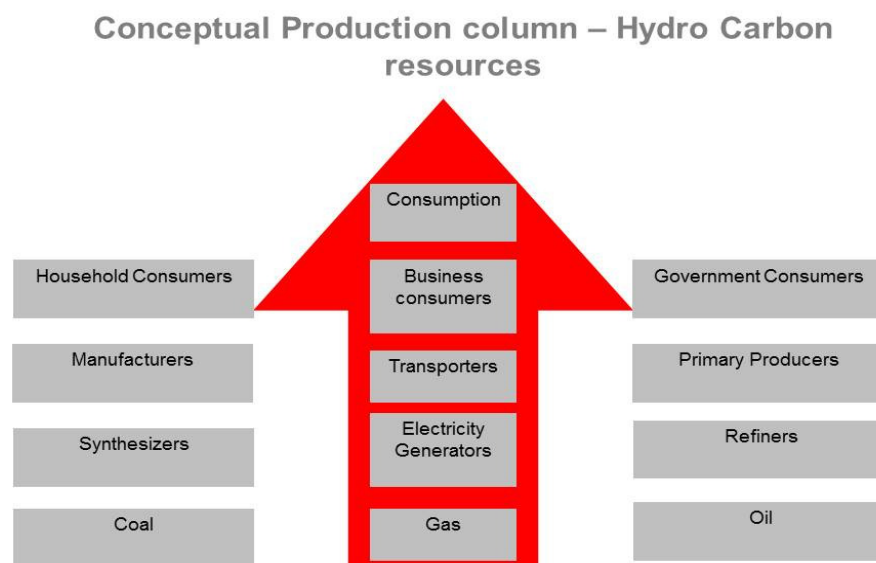 Conceptual Production column – Hydro Carbon
resources
Consumption
Household Consumers
Business
consumers
Government Consumers
Manufacturers
Transporters
Primary Producers
Synthesizers
Electricity
Generators
Refiners
Coal
Gas
Oil